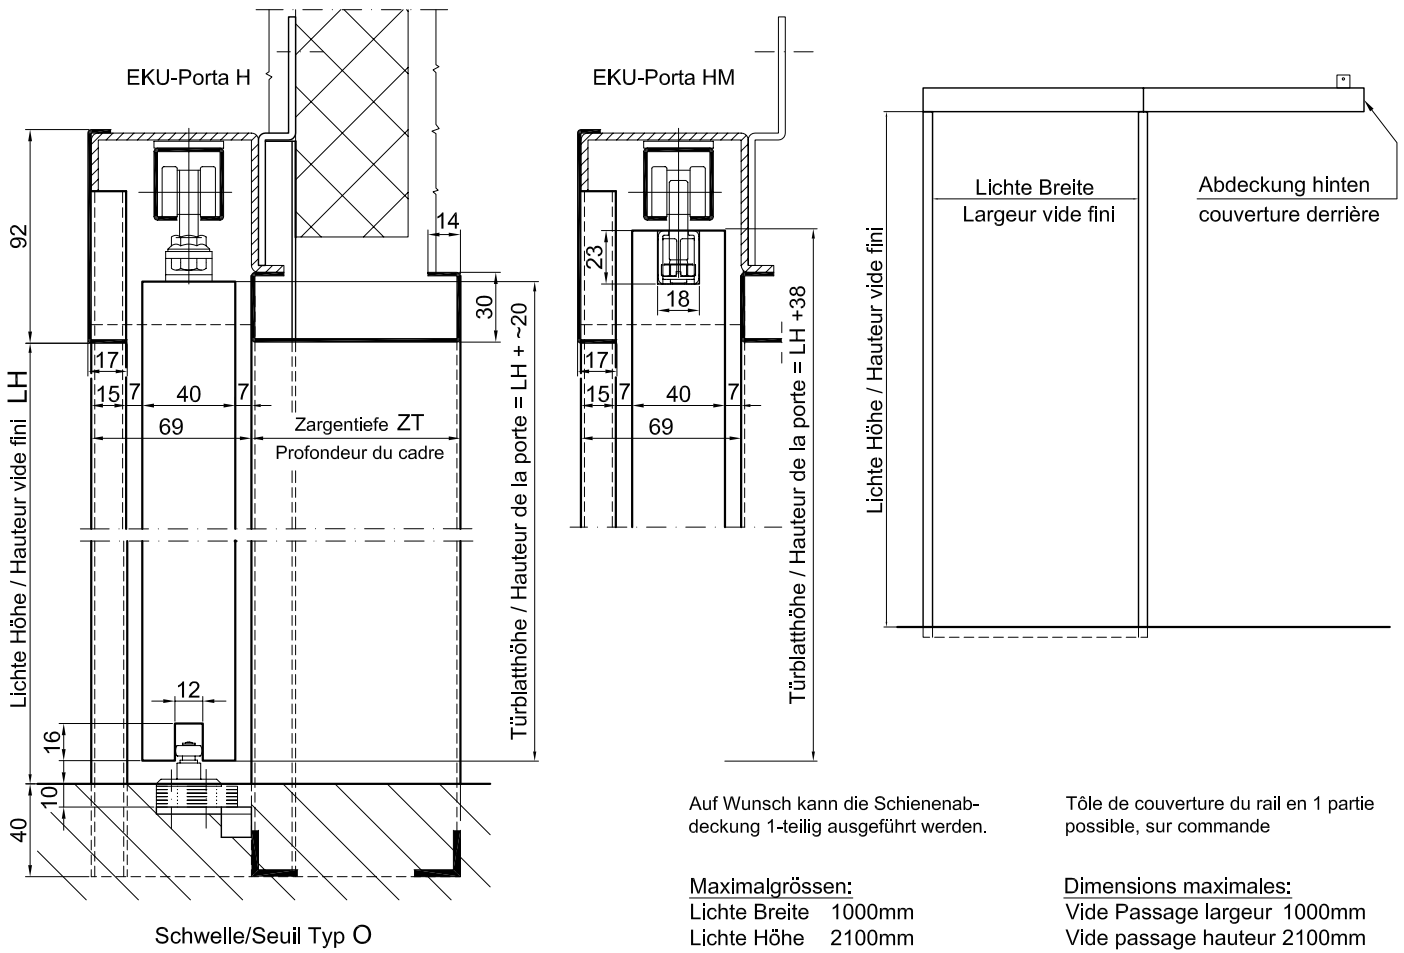 EKU-Porta H
92
14
30
17
15
7
40
7
69
Zargentiefe ZT
Profondeur du cadre
Lichte Höhe / Hauteur vide fini LH
Türblatthöhe / Hauteur de la porte = LH + ~20
12
16
10
40
Schwelle/Seuil Typ O
EKU-Porta HM
23
18
17
15
7
40
7
69
Türblatthöhe / Hauteur de la porte = LH +38
Lichte Breite
Largeur vide fini
Abdeckung hinten
couverture derrière
Lichte Höhe / Hauteur vide fini
Auf Wunsch kann die Schienenab-
deckung 1-teilig ausgeführt werden.
Tôle de couverture du rail en 1 partie
possible, sur commande
Maximalgrössen:
Lichte Breite 1000mm
Lichte Höhe 2100mm
Dimensions maximales:
Vide Passage largeur 1000mm
Vide passage hauteur 2100mm